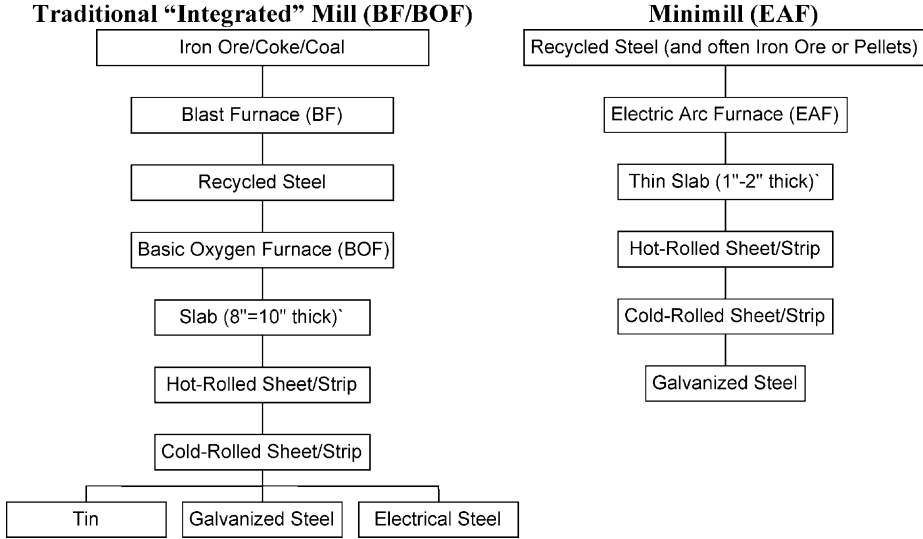 Traditional “Integrated” Mill (BF/BOF)
Iron Ore/Coke/Coal
Blast Furnace (BF)
Recycled Steel
Basic Oxygen Furnace (BOF)
Slab (8"=10" thick)`
Hot-Rolled Sheet/Strip
Cold-Rolled Sheet/Strip
Tin
Galvanized Steel
Electrical Steel
Minimill (EAF)
Recycled Steel (and often Iron Ore or Pellets)
Electric Arc Furnace (EAF)
Thin Slab (1"-2" thick)`
Hot-Rolled Sheet/Strip
Cold-Rolled Sheet/Strip
Galvanized Steel